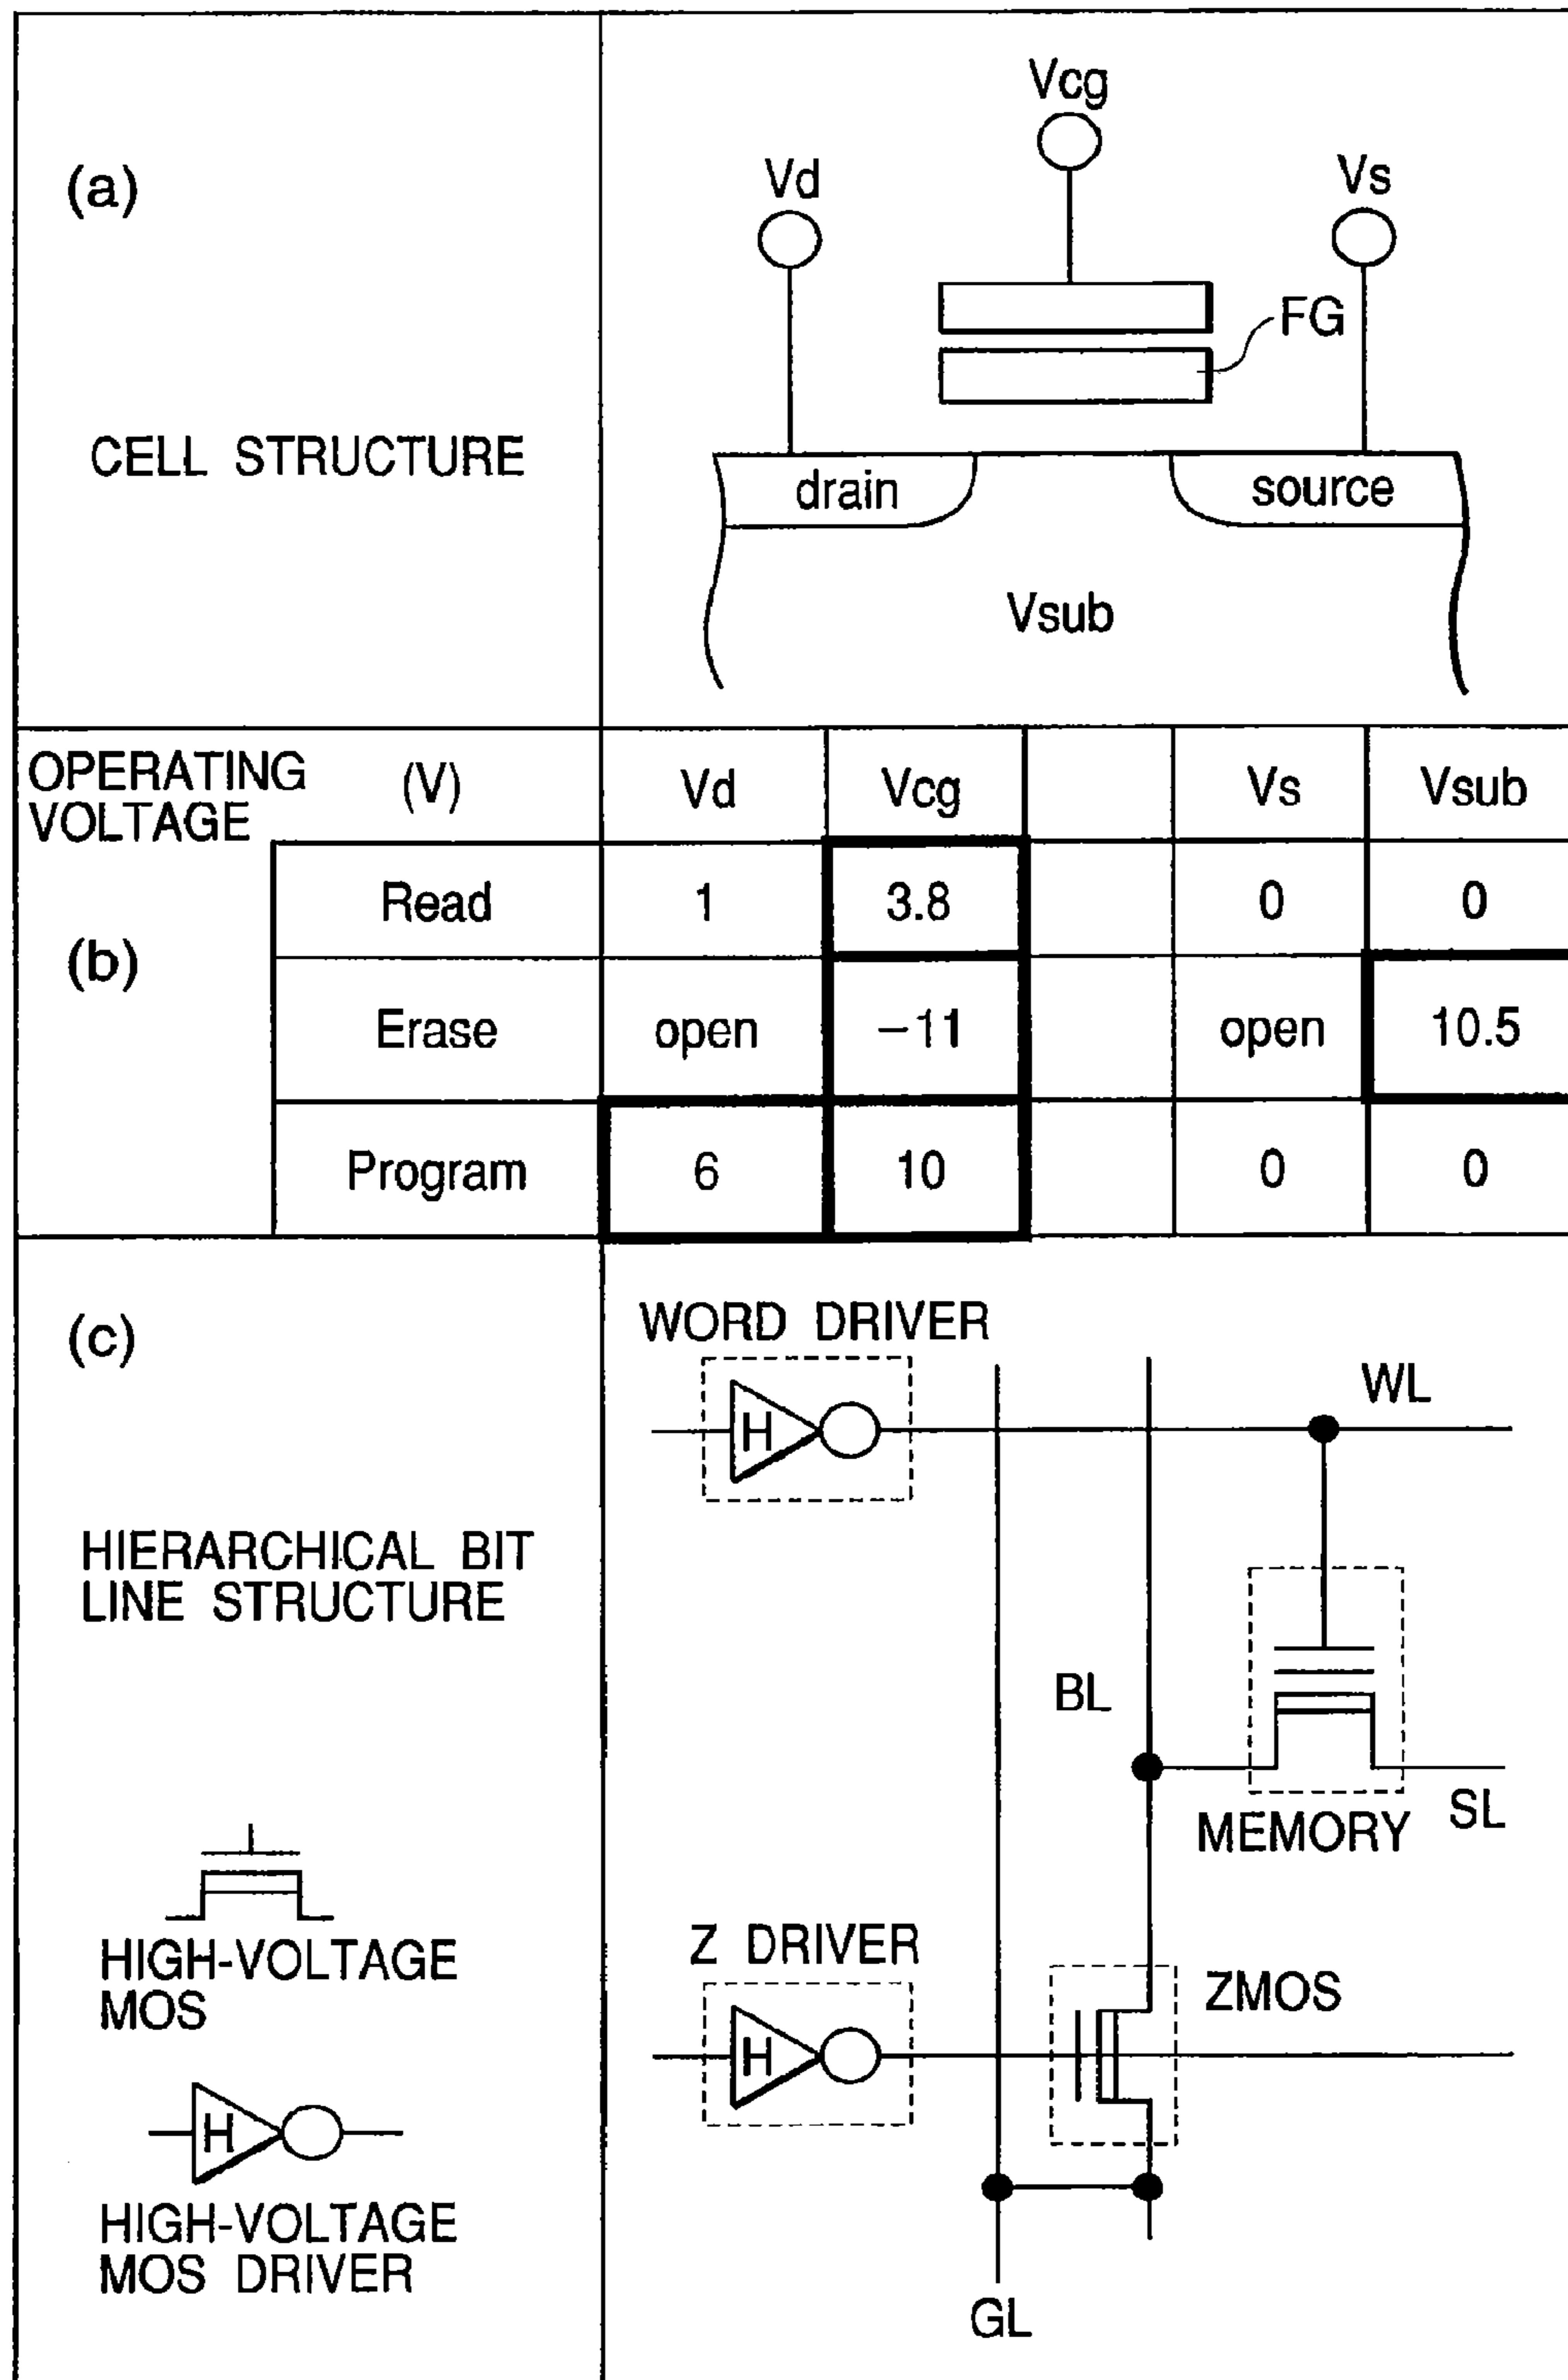 (a)
CELL STRUCTURE
Vcg
Vd
Vs
FG
drain
source
Vsub
OPERATING
VOLTAGE
(V)
Vd Vcg Vs Vsub
(b)
Read 1 3.8 0 0
Erase open −11 open 10.5
Program 6 10 0 0
(c)
HIERARCHICAL BIT
LINE STRUCTURE
HIGH-VOLTAGE
MOS
H
HIGH-VOLTAGE
MOS DRIVER
WORD DRIVER
H
WL
BL
MEMORY
SL
Z DRIVER
H
ZMOS
GL